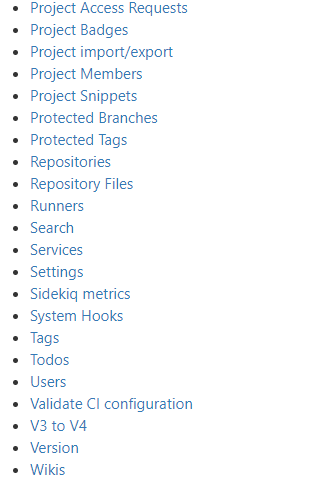 Project Access Requests
Project Badges
Project import/export
Project Members
Project Snippets
Protected Branches
Protected Tags
Repositories
Repository Files
Runners
Search
Services
Settings
Sidekiq metrics
System Hooks
Tags
Todos
Users
Validate CI configuration
V3 to V4
Version
Wikis